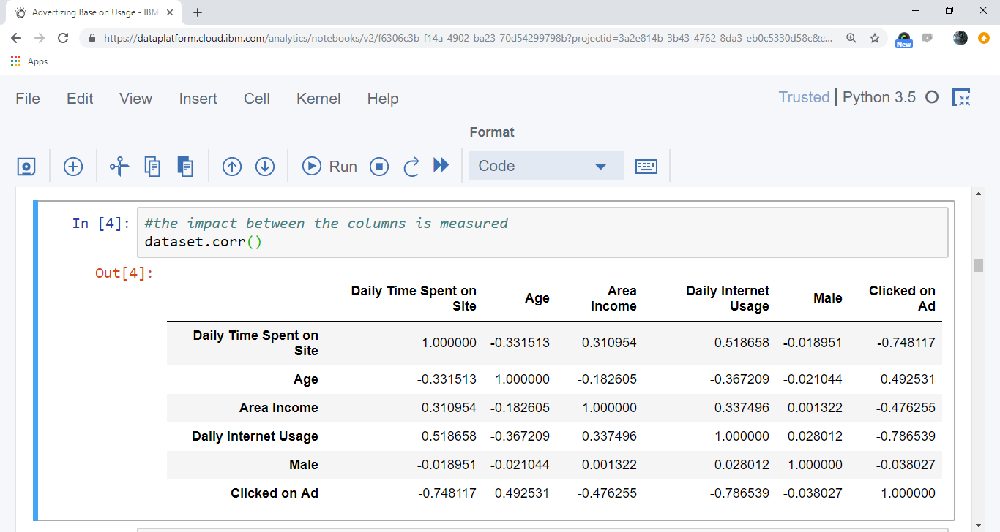 Advertizing Base on Usage - IBM
https://dataplatform.cloud.ibm.com/analytics/notebooks/v2/f6306c3b-f14a-4902-ba23-70d54299798b?projectid=3a2e814b-3b43-4762-8da3-eb0c5330d58c&c...
New
Apps
File Edit View Insert Cell Kernel Help Trusted | Python 3.5
Format
Run Code
In [4]: #the impact between the columns is measured
dataset.corr()
Out[4]:
Daily Time Spent on Site Age Area Income Daily Internet Usage Male Clicked on Ad
Daily Time Spent on Site 1.000000 -0.331513 0.310954 0.518658 -0.018951 -0.748117
Age -0.331513 1.000000 -0.182605 -0.367209 -0.021044 0.492531
Area Income 0.310954 -0.182605 1.000000 0.337496 0.001322 -0.476255
Daily Internet Usage 0.518658 -0.367209 0.337496 1.000000 0.028012 -0.786539
Male -0.018951 -0.021044 0.001322 0.028012 1.000000 -0.038027
Clicked on Ad -0.748117 0.492531 -0.476255 -0.786539 -0.038027 1.000000